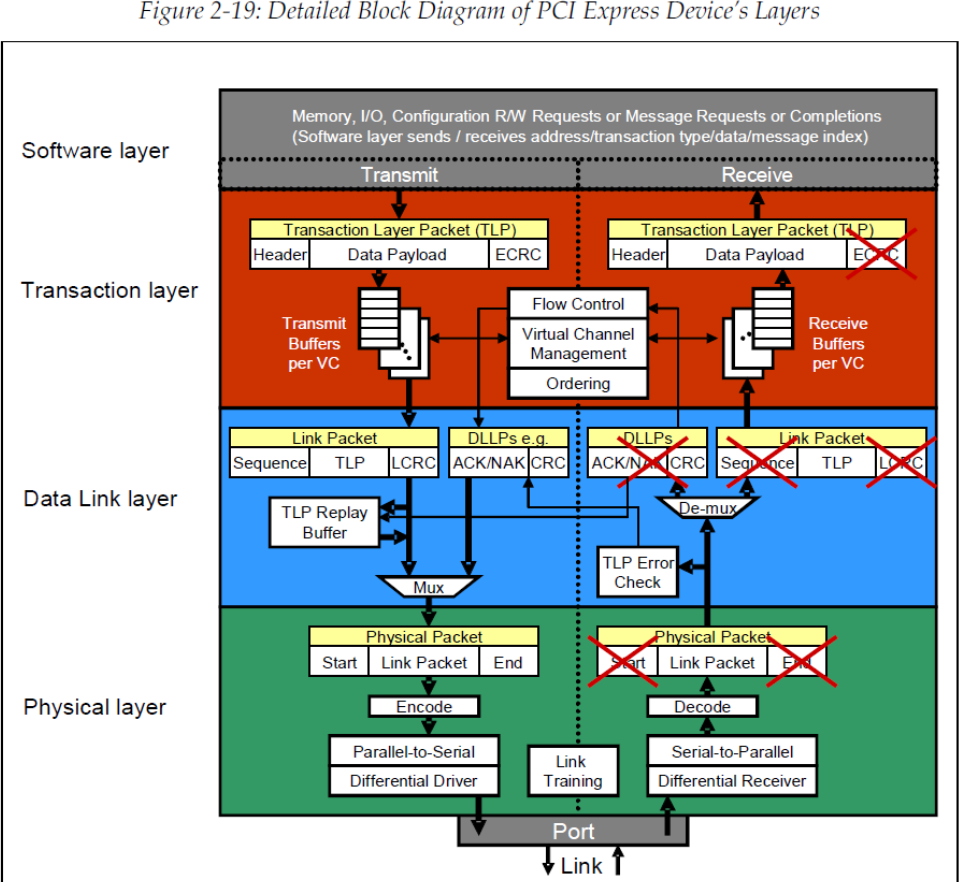 Figure 2-19: Detailed Block Diagram of PCI Express Device's Layers
Memory, I/O, Configuration R/W Requests or Message Requests or Completions
(Software layer sends / receives address/transaction type/data/message index)
Software layer
Transmit
Receive
Transaction Layer Packet (TLP)
Header
Data Payload
ECRC
Transaction Layer Packet (TLP)
Header
Data Payload
ECRC
Transaction layer
Transmit
Buffers
per VC
Flow Control
Virtual Channel
Management
Ordering
Receive
Buffers
per VC
Link Packet
Sequence
TLP
LCRC
DLLPs e.g.
ACK/NAK
CRC
DLLPs
ACK/NAK
CRC
Link Packet
Sequence
TLP
LCRC
Data Link layer
TLP Replay
Buffer
De-mux
TLP Error
Check
Mux
Physical Packet
Start
Link Packet
End
Physical Packet
Start
Link Packet
End
Physical layer
Encode
Decode
Parallel-to-Serial
Differential Driver
Link
Training
Serial-to-Parallel
Differential Receiver
Port
Link